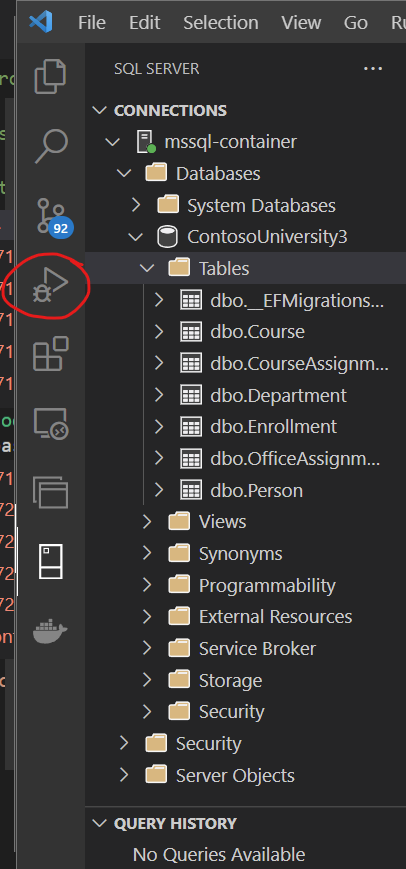 File Edit Selection View Go Ru
SQL SERVER
CONNECTIONS
mssql-container
Databases
System Databases
92
ContosoUniversity3
Tables
dbo.__EFMigrations...
dbo.Course
dbo.CourseAssignm...
dbo.Department
dbo.Enrollment
dbo.OfficeAssignm...
dbo.Person
Views
Synonyms
Programmability
External Resources
Service Broker
Storage
Security
Security
Server Objects
QUERY HISTORY
No Queries Available